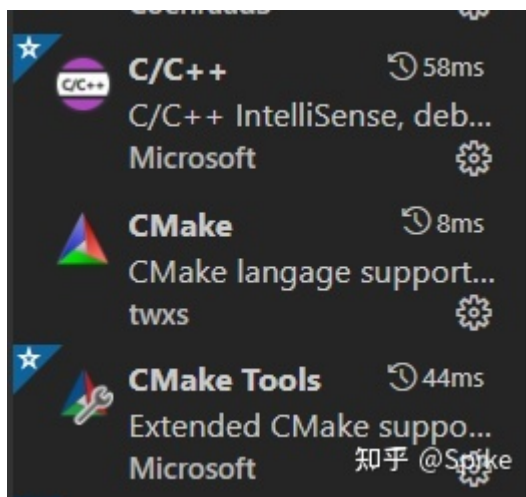 C/C++ 58ms
C/C++
C/C++ IntelliSense, deb...
Microsoft
CMake 8ms
CMake langage support...
twxs
CMake Tools 44ms
Extended CMake suppo...
Microsoft
知乎 @Spike